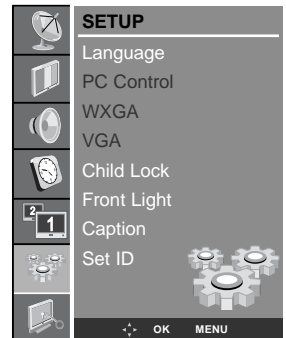 SETUP
Language
PC Control
WXGA
VGA
Child Lock
Front Light
2
1
Caption
Set ID
OK MENU